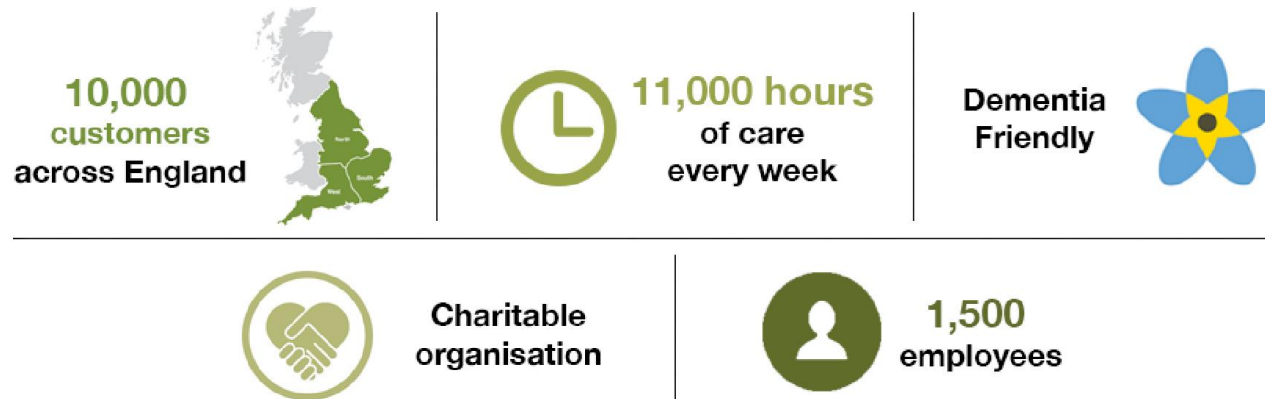 10,000
customers
across England
North
West
South
11,000 hours
of care
every week
Dementia
Friendly
Charitable
organisation
1,500
employees